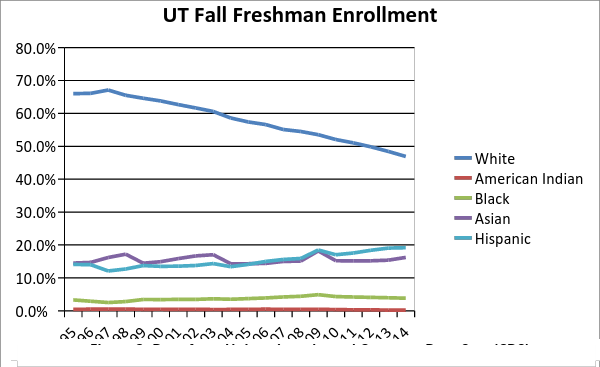 UT Fall Freshman Enrollment
80.0%
70.0%
60.0%
50.0%
40.0%
30.0%
20.0%
10.0%
0.0%
White
American Indian
Black
Asian
Hispanic
95 96 97 98 99 00 01 02 03 04 05 06 07 08 09 10 11 12 13 14